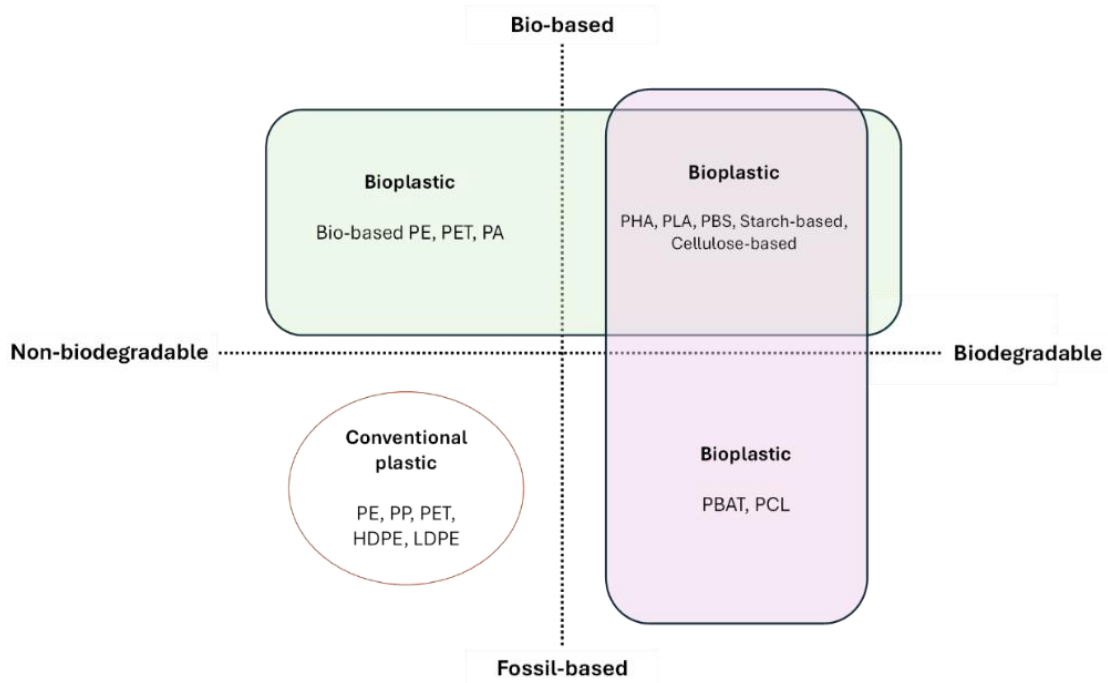 Bio-based
Bioplastic
Bio-based PE, PET, PA
Bioplastic
PHA, PLA, PBS, Starch-based,
Cellulose-based
Non-biodegradable
Biodegradable
Conventional
plastic
PE, PP, PET,
HDPE, LDPE
Bioplastic
PBAT, PCL
Fossil-based